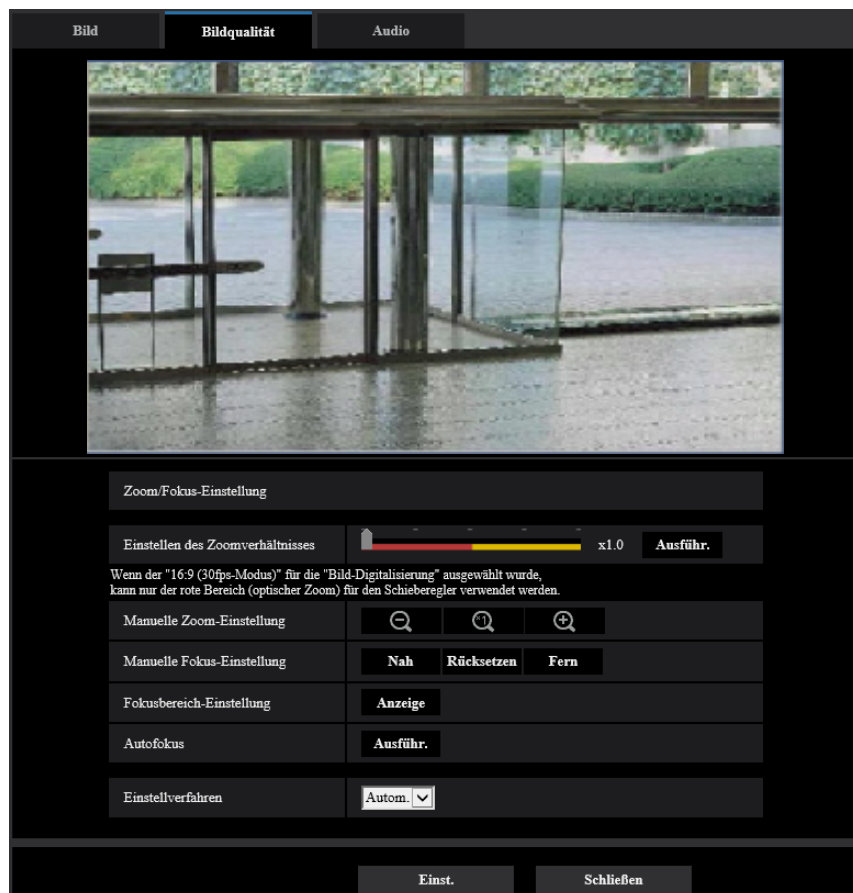 Bild Bildqualität Audio
Zoom/Fokus-Einstellung
Einstellen des Zoomverhältnisses x1.0 Ausführ.
Wenn der "16:9 (30fps-Modus)" für die "Bild-Digitalisierung" ausgewählt wurde,
kann nur der rote Bereich (optischer Zoom) für den Schieberegler verwendet werden.
Manuelle Zoom-Einstellung ×1
Manuelle Fokus-Einstellung Nah Rücksetzen Fern
Fokusbereich-Einstellung Anzeige
Autofokus Ausführ.
Einstellverfahren Autom.
Einst. Schließen